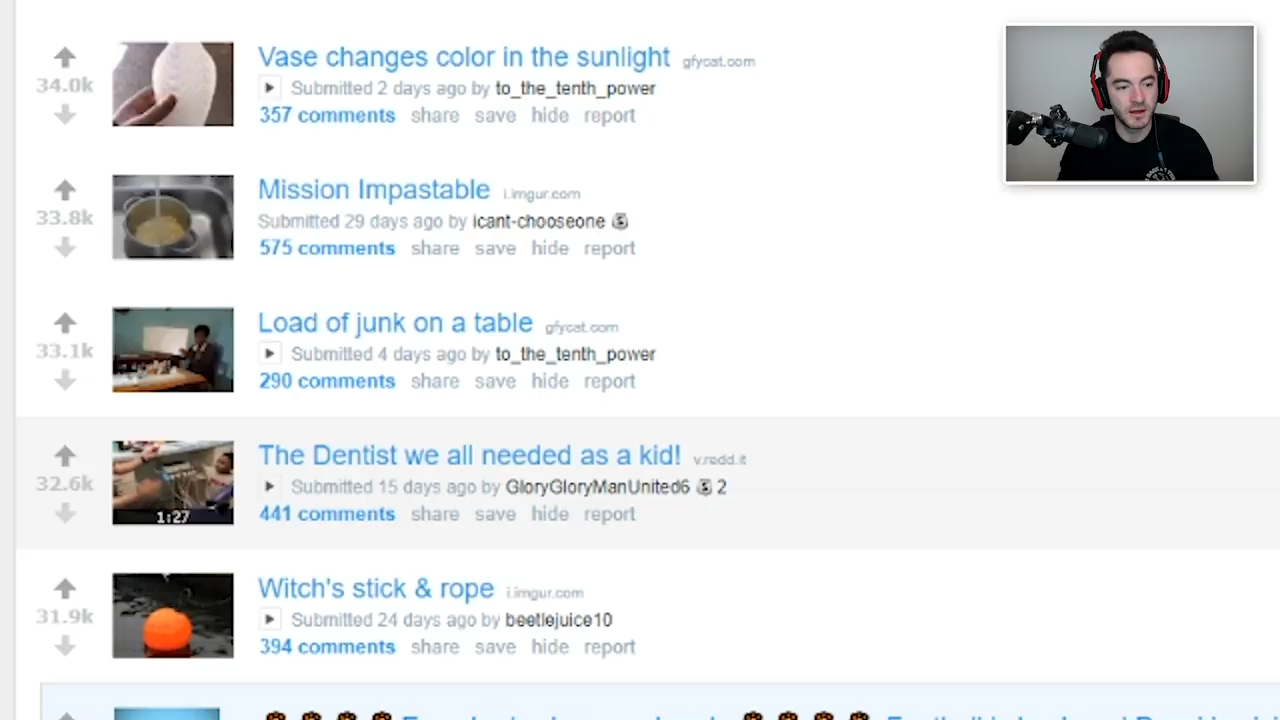 34.0k
Vase changes color in the sunlight gfycat.com
Submitted 2 days ago by to_the_tenth_power
357 comments share save hide report
33.8k
Mission Impastable i.imgur.com
Submitted 29 days ago by icant-chooseone
575 comments share save hide report
33.1k
Load of junk on a table gfycat.com
Submitted 4 days ago by to_the_tenth_power
290 comments share save hide report
32.6k
The Dentist we all needed as a kid! v.redd.it
1:27
Submitted 15 days ago by GloryGloryManUnited6 2
441 comments share save hide report
31.9k
Witch's stick & rope i.imgur.com
Submitted 24 days ago by beetlejuice10
394 comments share save hide report